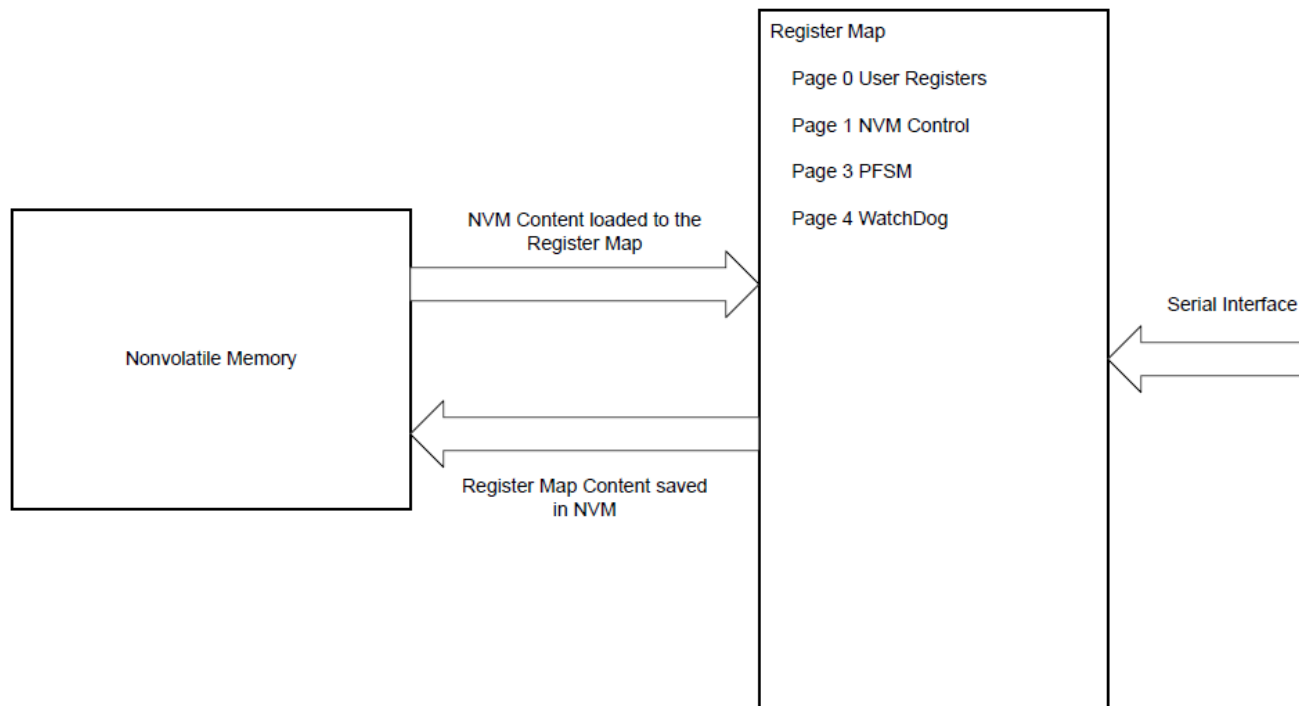 Register Map
Page 0 User Registers
Page 1 NVM Control
Page 3 PFSM
Page 4 WatchDog
NVM Content loaded to the
Register Map
Serial Interface
Nonvolatile Memory
Register Map Content saved
in NVM